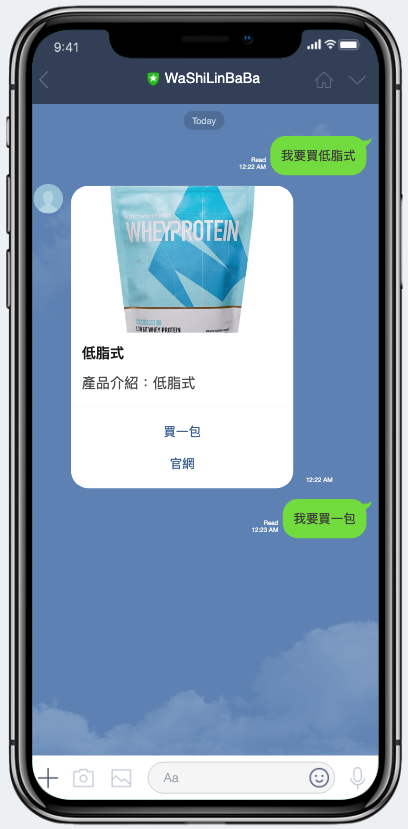 9:41
WaShiLinBaBa
Today
我要買低脂式
Read
12:22 AM
WHEYPROTEIN
低脂式
產品介紹：低脂式
買一包
官網
12:22 AM
我要買一包
Read
12:23 AM
Aa